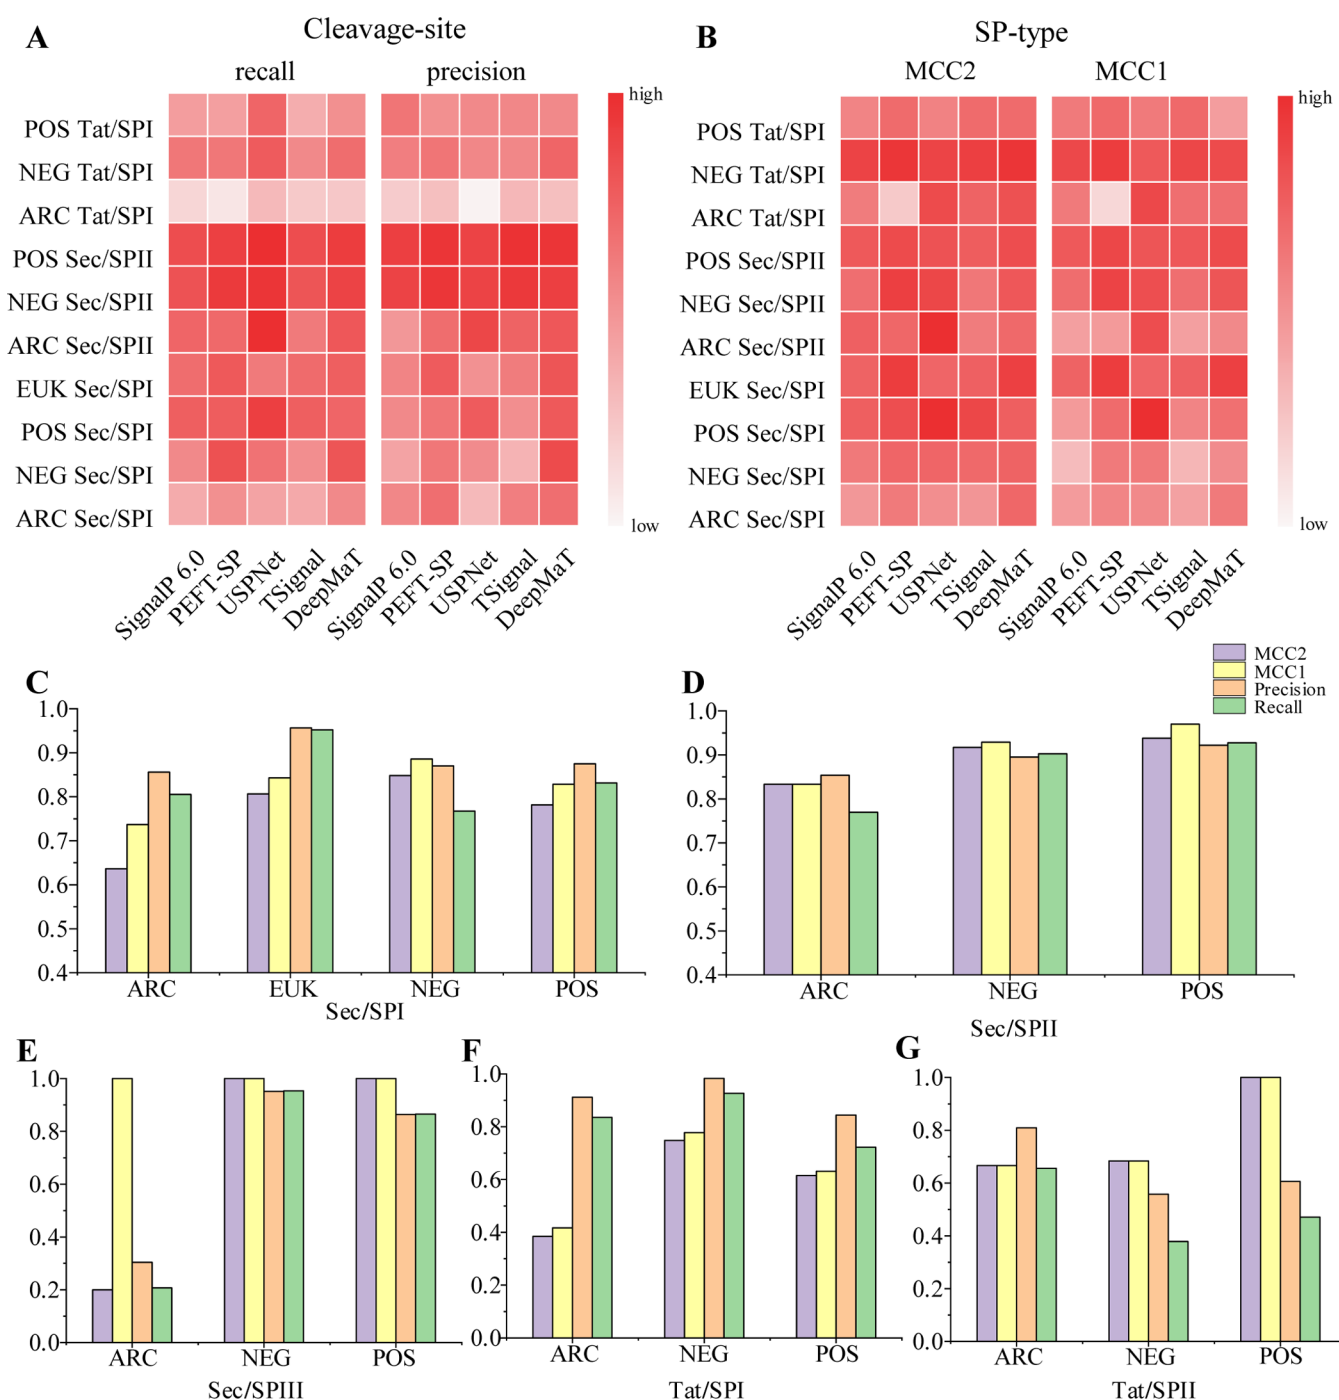 A
Cleavage-site
recall
precision
high
POS Tat/SPI
NEG Tat/SPI
ARC Tat/SPI
POS Sec/SPII
NEG Sec/SPII
ARC Sec/SPII
EUK Sec/SPI
POS Sec/SPI
NEG Sec/SPI
ARC Sec/SPI
low
SignalP 6.0
PEFT-SP
USPNet
TSignal
DeepMaT
SignalP 6.0
PEFT-SP
USPNet
TSignal
DeepMaT
B
SP-type
MCC2
MCC1
high
POS Tat/SPI
NEG Tat/SPI
ARC Tat/SPI
POS Sec/SPII
NEG Sec/SPII
ARC Sec/SPII
EUK Sec/SPI
POS Sec/SPI
NEG Sec/SPI
ARC Sec/SPI
low
SignalP 6.0
PEFT-SP
USPNet
TSignal
DeepMaT
SignalP 6.0
PEFT-SP
USPNet
TSignal
DeepMaT
MCC2
MCC1
Precision
Recall
C
1.0
0.9
0.8
0.7
0.6
0.5
0.4
ARC EUK NEG POS
Sec/SPI
D
1.0
0.9
0.8
0.7
0.6
0.5
0.4
ARC NEG POS
Sec/SPII
E
1.0
0.8
0.6
0.4
0.2
0.0
ARC NEG POS
Sec/SPIII
F
1.0
0.8
0.6
0.4
0.2
0.0
ARC NEG POS
Tat/SPI
G
1.0
0.8
0.6
0.4
0.2
0.0
ARC NEG POS
Tat/SPII